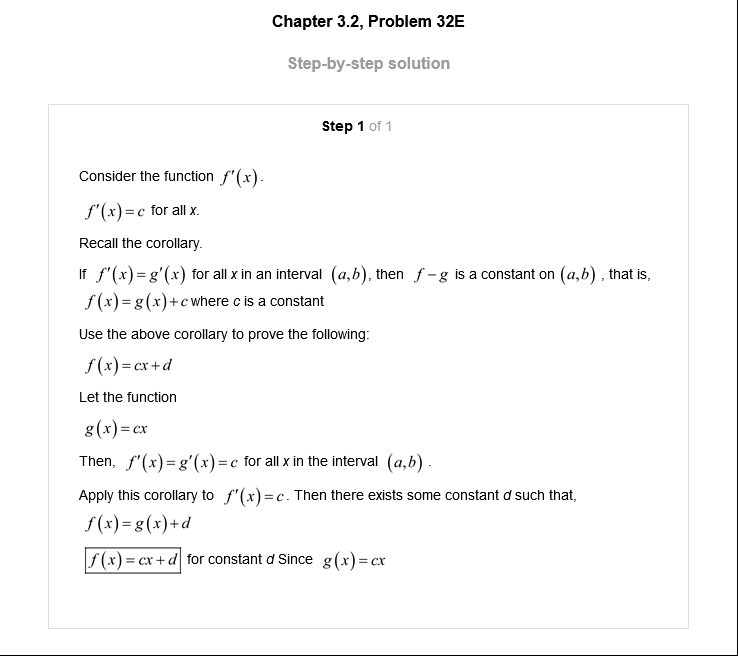 Chapter 3.2, Problem 32E
Step-by-step solution
Step 1 of 1
Consider the function f′(x).
f′(x)=c for all x.
Recall the corollary.
If f′(x)=g′(x) for all x in an interval (a,b), then f−g is a constant on (a,b) , that is,
f(x)=g(x)+c where c is a constant
Use the above corollary to prove the following:
f(x)=cx+d
Let the function
g(x)=cx
Then, f′(x)=g′(x)=c for all x in the interval (a,b) .
Apply this corollary to f′(x)=c. Then there exists some constant d such that,
f(x)=g(x)+d
f(x)=cx+d for constant d Since g(x)=cx